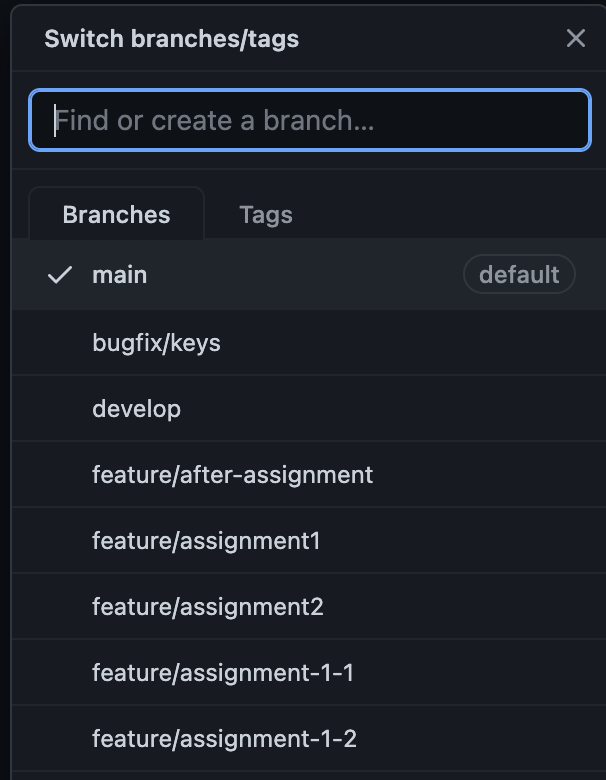 Switch branches/tags
Find or create a branch...
Branches Tags
main default
bugfix/keys
develop
feature/after-assignment
feature/assignment1
feature/assignment2
feature/assignment-1-1
feature/assignment-1-2